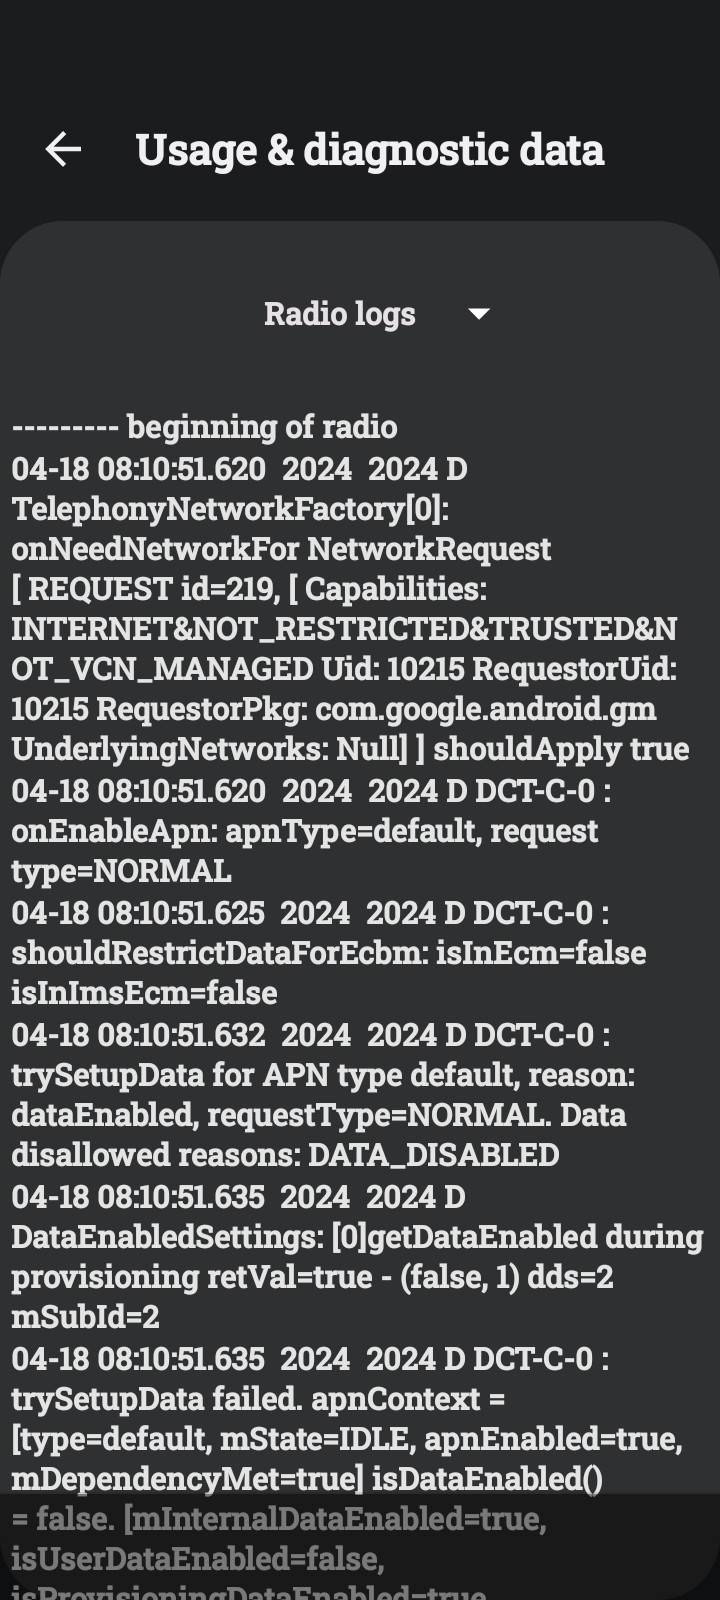 Usage & diagnostic data
Radio logs
--------- beginning of radio
04-18 08:10:51.620  2024  2024 D
TelephonyNetworkFactory[0]:
onNeedNetworkFor NetworkRequest
[ REQUEST id=219, [ Capabilities:
INTERNET&NOT_RESTRICTED&TRUSTED&N
OT_VCN_MANAGED Uid: 10215 RequestorUid:
10215 RequestorPkg: com.google.android.gm
UnderlyingNetworks: Null] ] shouldApply true
04-18 08:10:51.620  2024  2024 D DCT-C-0 :
onEnableApn: apnType=default, request
type=NORMAL
04-18 08:10:51.625  2024  2024 D DCT-C-0 :
shouldRestrictDataForEcbm: isInEcm=false
isInImsEcm=false
04-18 08:10:51.632  2024  2024 D DCT-C-0 :
trySetupData for APN type default, reason:
dataEnabled, requestType=NORMAL. Data
disallowed reasons: DATA_DISABLED
04-18 08:10:51.635  2024  2024 D
DataEnabledSettings: [0]getDataEnabled during
provisioning retVal=true - (false, 1) dds=2
mSubId=2
04-18 08:10:51.635  2024  2024 D DCT-C-0 :
trySetupData failed. apnContext =
[type=default, mState=IDLE, apnEnabled=true,
mDependencyMet=true] isDataEnabled()
= false. [mInternalDataEnabled=true,
isUserDataEnabled=false,
isProvisioningDataEnabled=true